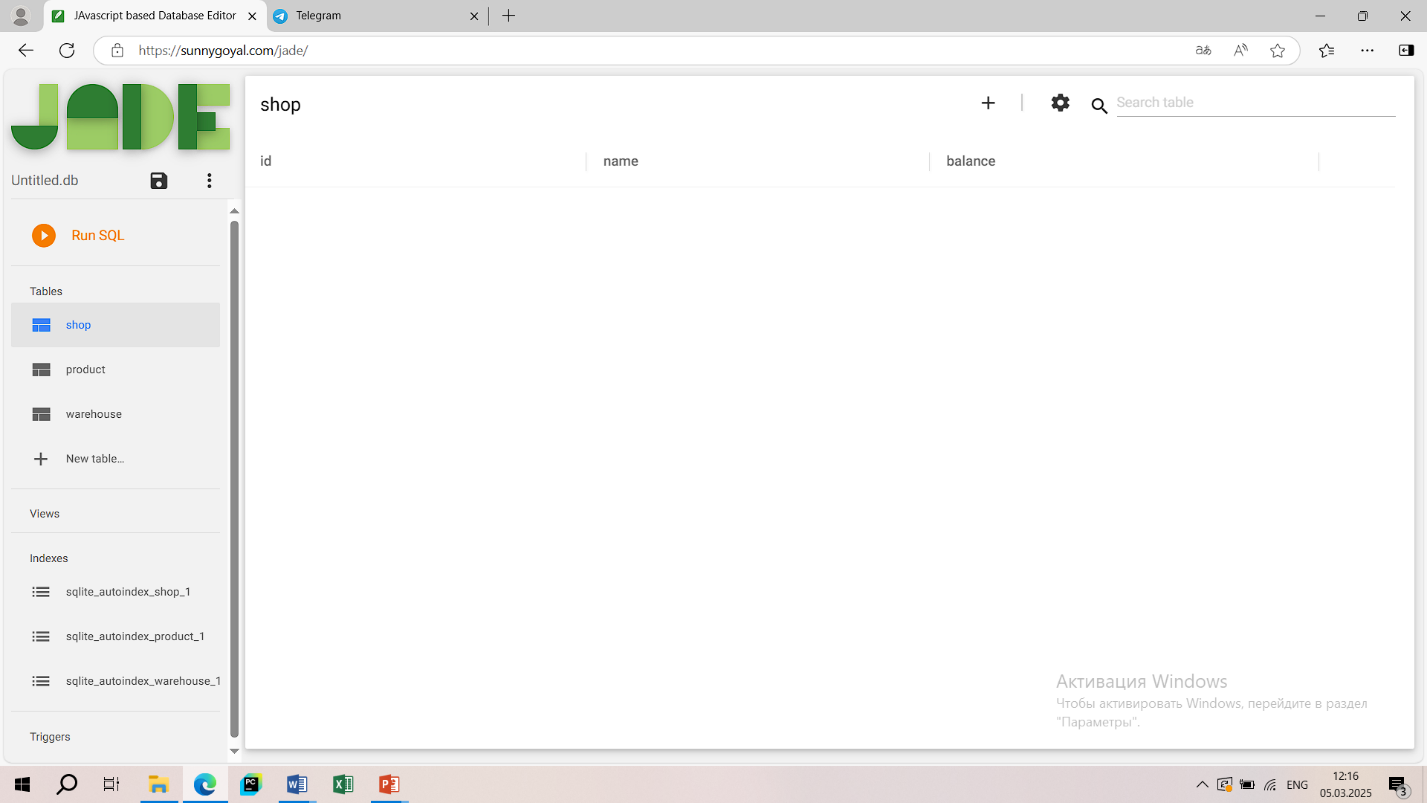 JAvascript based Database Editor
Telegram
https://sunnygoyal.com/jade/
JADE
Untitled.db
Run SQL
Tables
shop
product
warehouse
New table...
Views
Indexes
sqlite_autoindex_shop_1
sqlite_autoindex_product_1
sqlite_autoindex_warehouse_1
Triggers
shop
Search table
id
name
balance
Активация Windows
Чтобы активировать Windows, перейдите в раздел
"Параметры".
ENG
12:16
05.03.2025
3